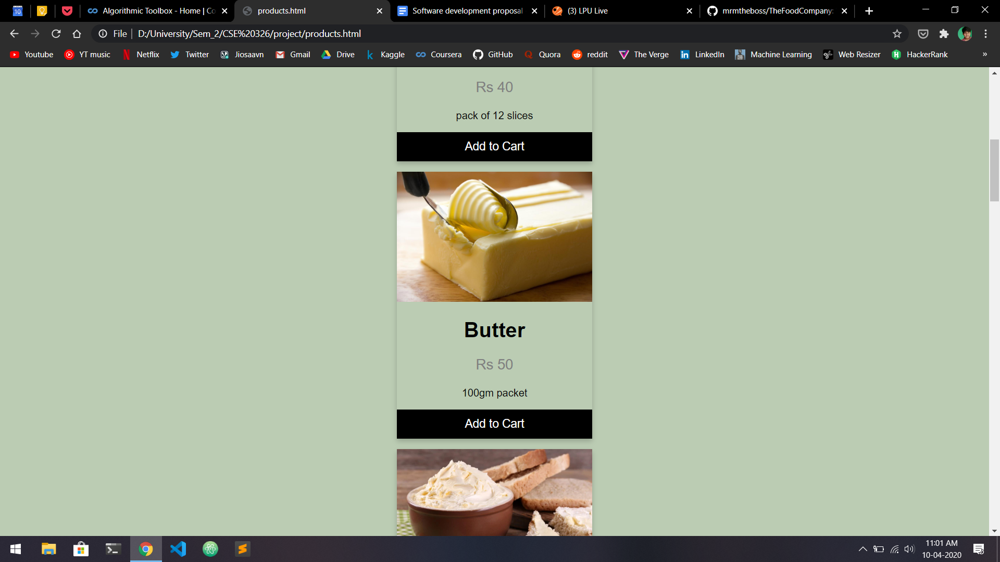 10
Algorithmic Toolbox - Home | Co
products.html
Software development proposal
(3) LPU Live
mrmtheboss/TheFoodCompany:
File
D:/University/Sem_2/CSE%20326/project/products.html
Youtube
YT music
Netflix
Twitter
Jiosaavn
Gmail
Drive
Kaggle
Coursera
GitHub
Quora
reddit
The Verge
LinkedIn
Machine Learning
Web Resizer
HackerRank
»
Rs 40
pack of 12 slices
Add to Cart
Butter
Rs 50
100gm packet
Add to Cart
11:01 AM
10-04-2020